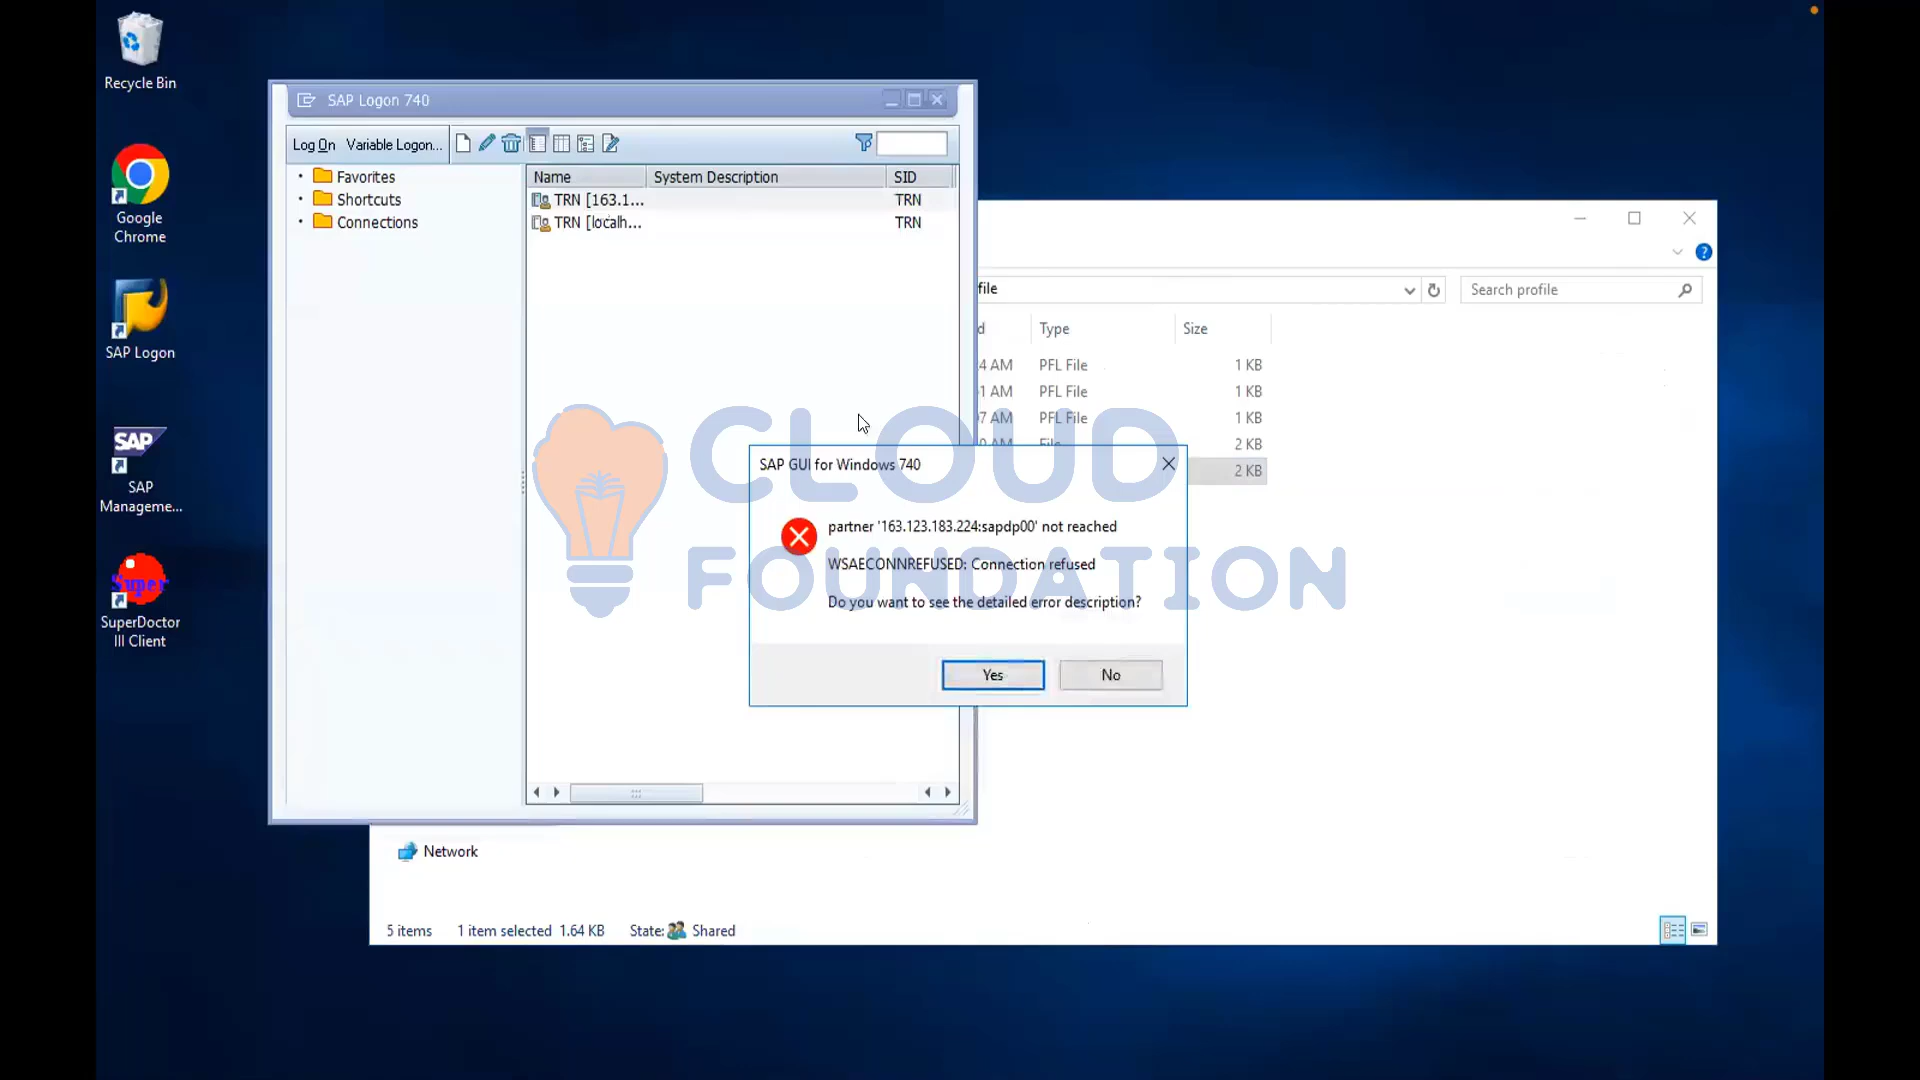 Recycle Bin
Google
Chrome
SAP Logon
SAP
SAP
Manageme...
Super
SuperDoctor
III Client
SAP Logon 740
Log On Variable Logon...
Favorites
Shortcuts
Connections
Name System Description SID
TRN [163.1... TRN
TRN [localh... TRN
file
Search profile
d Type Size
4 AM PFL File 1 KB
1 AM PFL File 1 KB
7 AM PFL File 1 KB
0 AM File 2 KB
2 KB
CLOUD
FOUNDATION
SAP GUI for Windows 740
partner '163.123.183.224:sapdp00' not reached
WSAECONNREFUSED: Connection refused
Do you want to see the detailed error description?
Yes No
Network
5 items 1 item selected 1.64 KB State: Shared